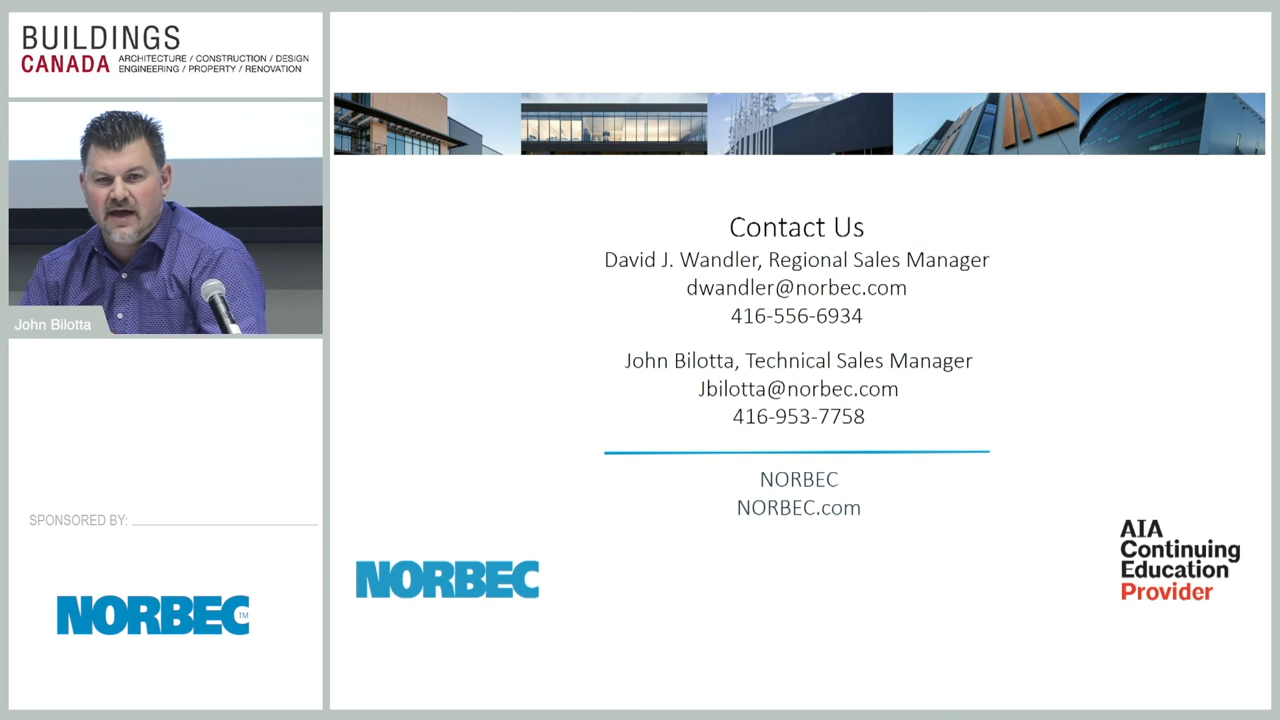 BUILDINGS
CANADA
ARCHITECTURE / CONSTRUCTION / DESIGN
ENGINEERING / PROPERTY / RENOVATION
John Bilotta
SPONSORED BY:
NORBEC™
Contact Us
David J. Wandler, Regional Sales Manager
dwandler@norbec.com
416-556-6934
John Bilotta, Technical Sales Manager
Jbilotta@norbec.com
416-953-7758
NORBEC
NORBEC.com
NORBEC
AIA
Continuing
Education
Provider